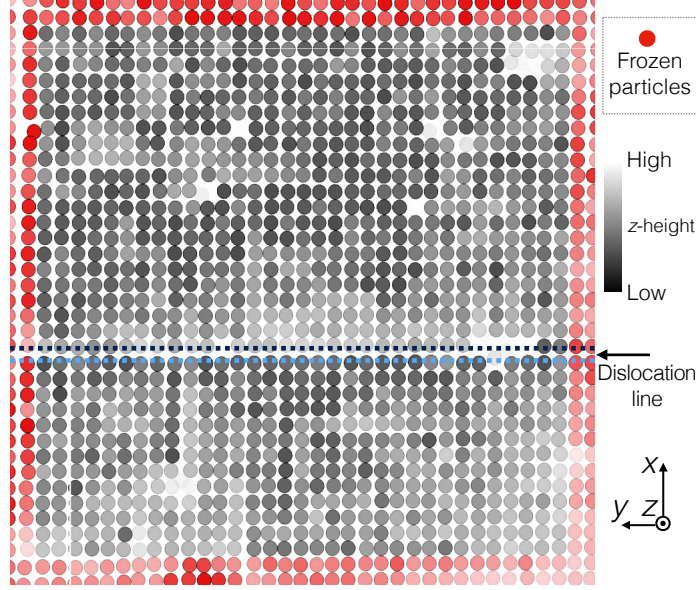 Frozen
particles
High
z-height
Low
Dislocation
line
x
y z